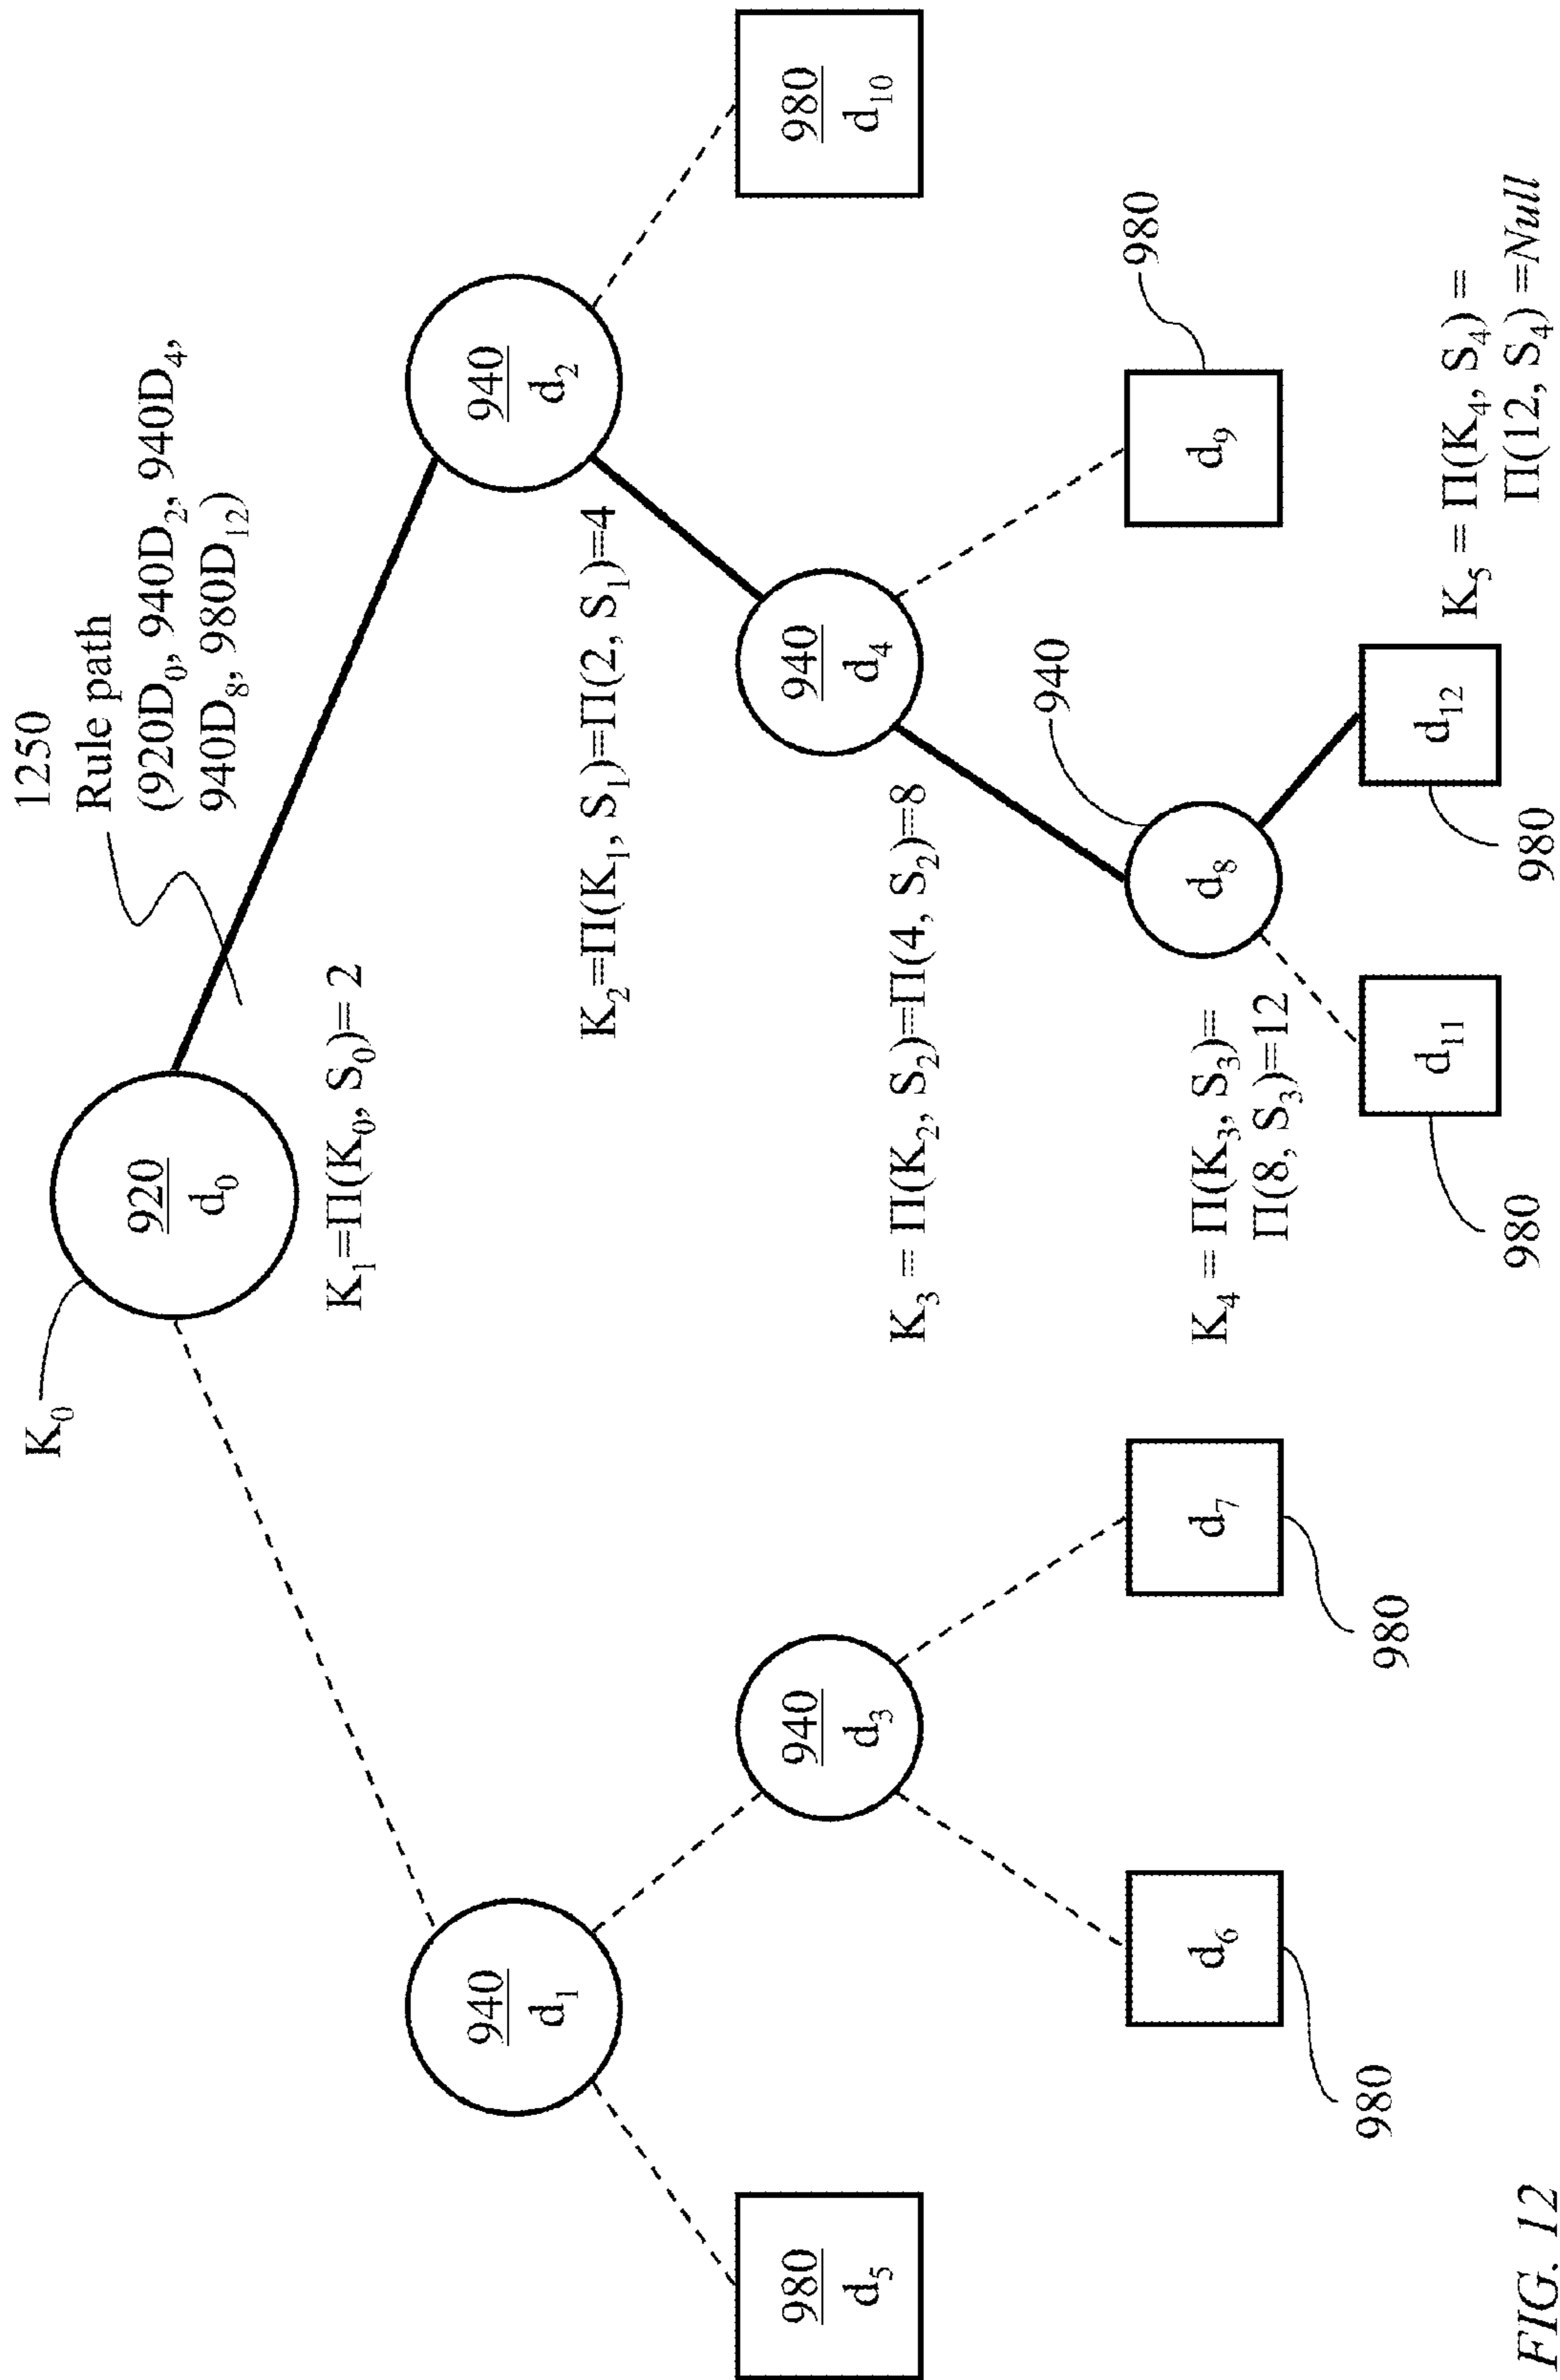 1250
Rule path
(920D₀, 940D₂, 940D₄,
940D₈, 980D₁₂)
K₀
920
d₀
K₁=Π(K₀, S₀)= 2
940
d₁
940
d₂
K₂=Π(K₁, S₁)=Π(2, S₁)=4
980
d₅
940
d₃
940
d₄
980
d₁₀
K₃ = Π(K₂, S₂)=Π(4, S₂)=8
940
980
d₆
d₇
d₈
d₉
K₄ = Π(K₃, S₃)=
Π(8, S₃)=12
980
980
d₁₁
d₁₂
K₅ = Π(K₄, S₄) =
Π(12, S₄) =Null
980
980
FIG. 12